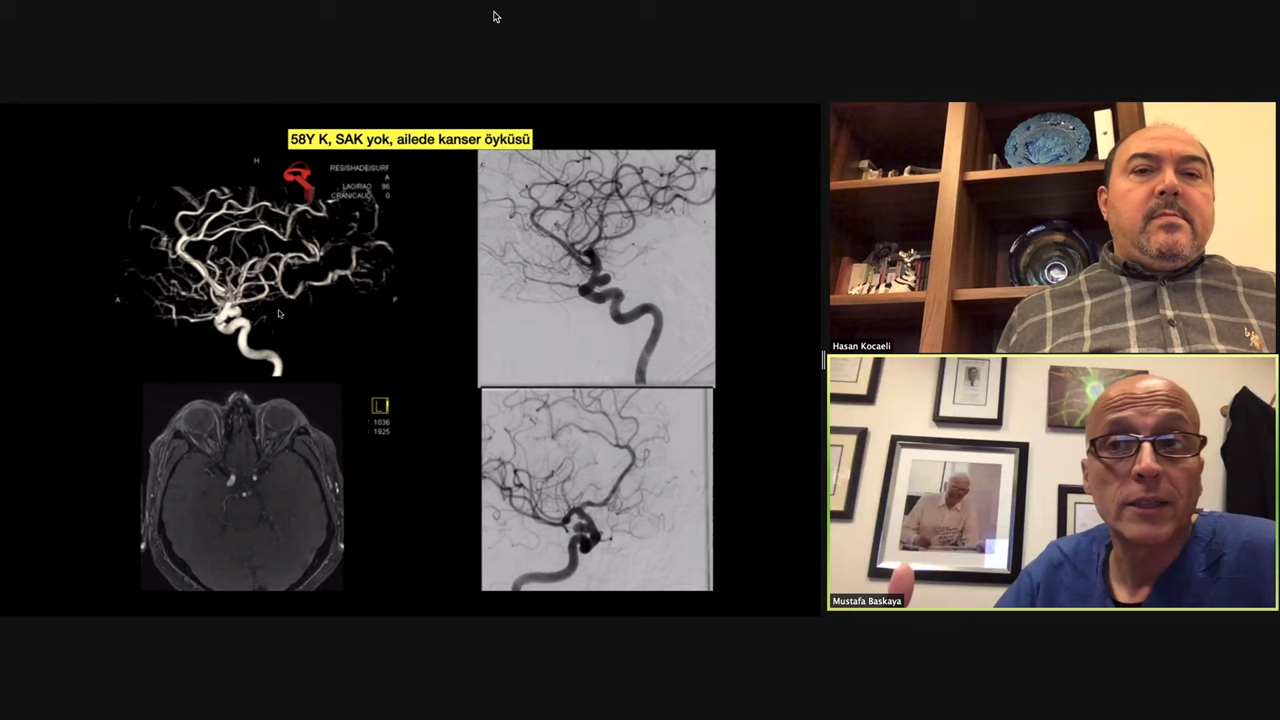 58Y K, SAK yok, ailede kanser öyküsü
H
RES/SHADE/SURF
A
LAO/RAO 96
CRAN/CAUD 0
A
P
L
1036
1925
Hasan Kocaeli
Mustafa Baskaya